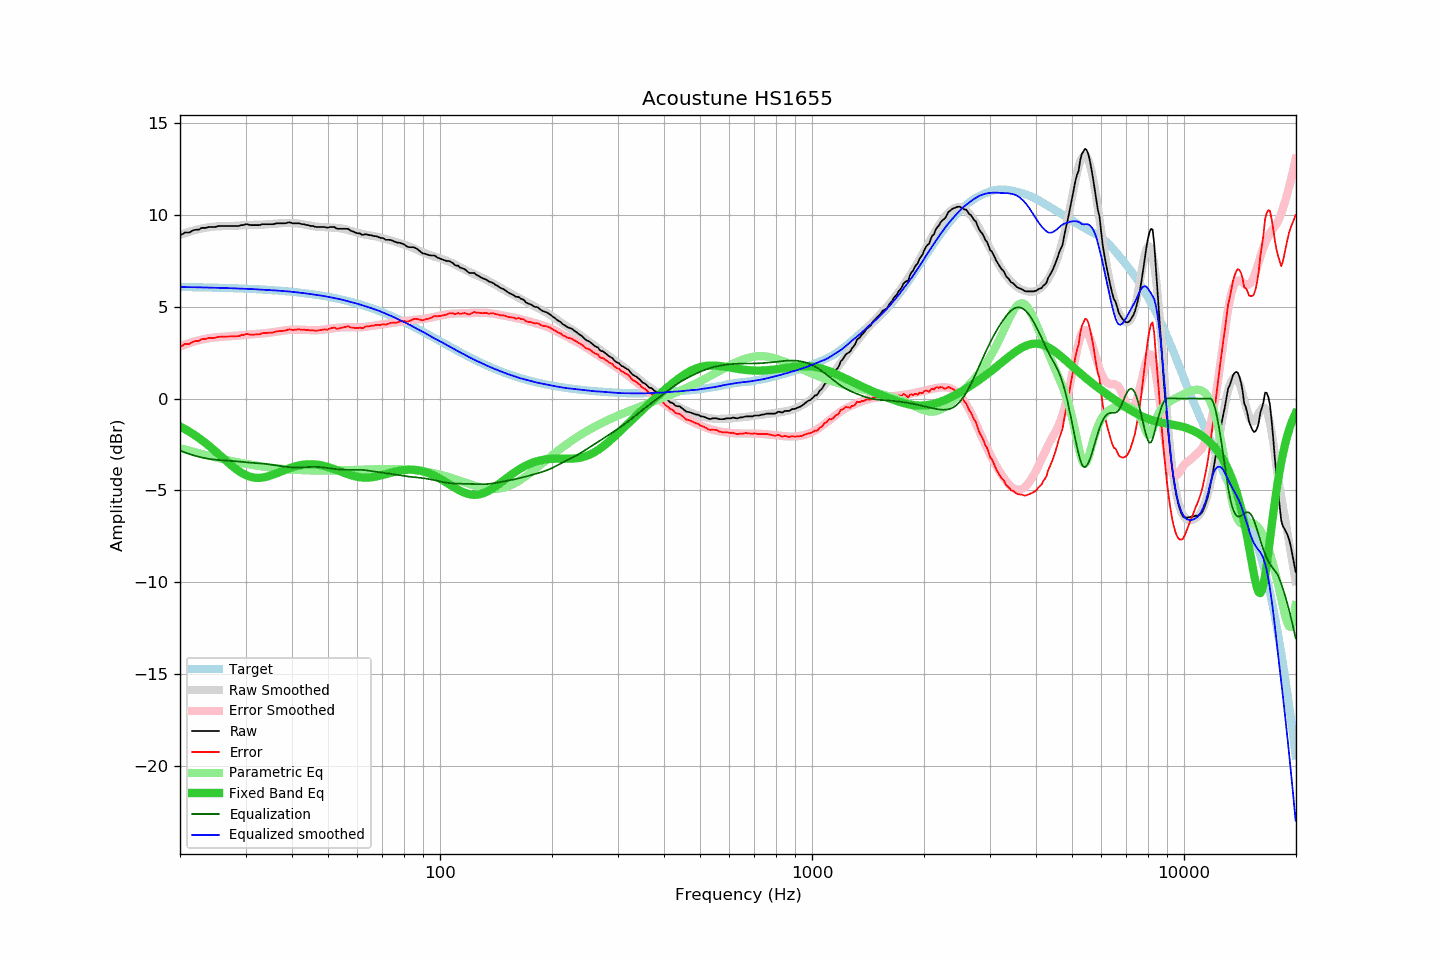 Acoustune HS1655
15
10
5
0
−5
−10
−15
−20
Amplitude (dBr)
Target
Raw Smoothed
Error Smoothed
Raw
Error
Parametric Eq
Fixed Band Eq
Equalization
Equalized smoothed
100
1000
10000
Frequency (Hz)